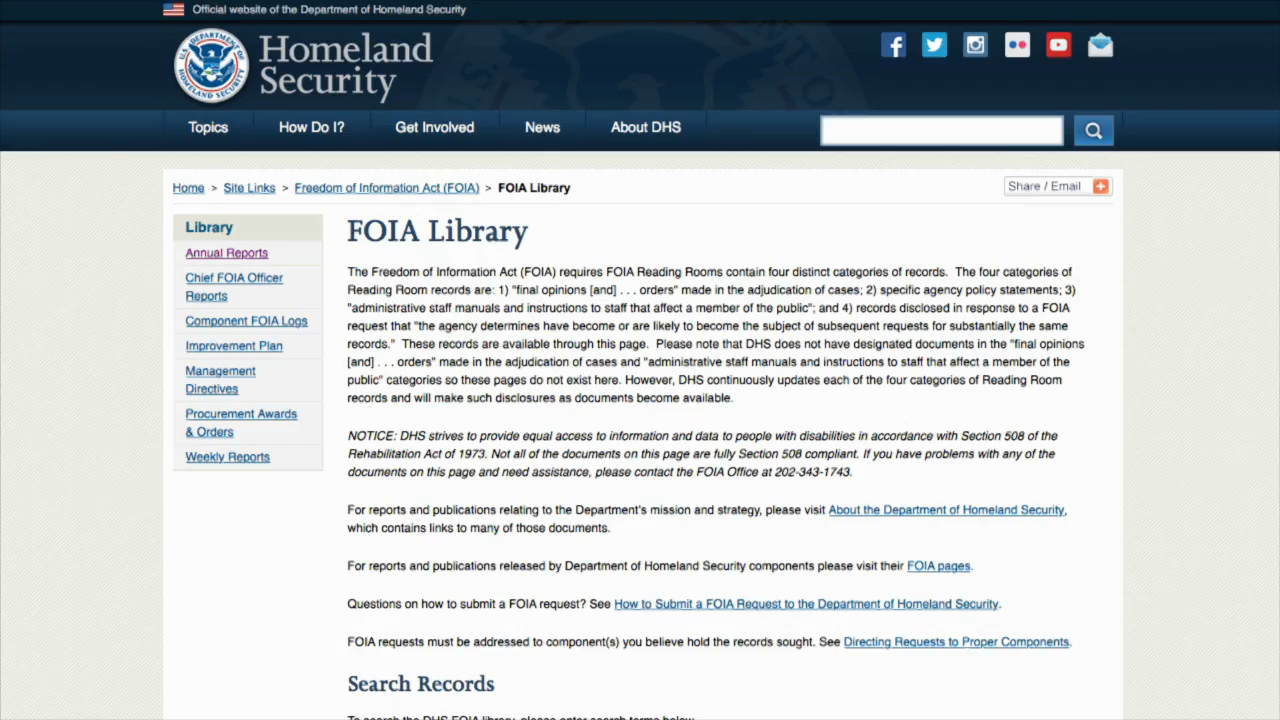 Official website of the Department of Homeland Security
U.S. DEPARTMENT OF HOMELAND SECURITY
Homeland
Security
Topics How Do I? Get Involved News About DHS
Home > Site Links > Freedom of Information Act (FOIA) > FOIA Library
Share / Email
Library
Annual Reports
Chief FOIA Officer
Reports
Component FOIA Logs
Improvement Plan
Management
Directives
Procurement Awards
& Orders
Weekly Reports
FOIA Library
The Freedom of Information Act (FOIA) requires FOIA Reading Rooms contain four distinct categories of records. The four categories of
Reading Room records are: 1) "final opinions [and] . . . orders" made in the adjudication of cases; 2) specific agency policy statements; 3)
"administrative staff manuals and instructions to staff that affect a member of the public"; and 4) records disclosed in response to a FOIA
request that "the agency determines have become or are likely to become the subject of subsequent requests for substantially the same
records." These records are available through this page. Please note that DHS does not have designated documents in the "final opinions
[and] . . . orders" made in the adjudication of cases and "administrative staff manuals and instructions to staff that affect a member of the
public" categories so these pages do not exist here. However, DHS continuously updates each of the four categories of Reading Room
records and will make such disclosures as documents become available.
NOTICE: DHS strives to provide equal access to information and data to people with disabilities in accordance with Section 508 of the
Rehabilitation Act of 1973. Not all of the documents on this page are fully Section 508 compliant. If you have problems with any of the
documents on this page and need assistance, please contact the FOIA Office at 202-343-1743.
For reports and publications relating to the Department's mission and strategy, please visit About the Department of Homeland Security,
which contains links to many of those documents.
For reports and publications released by Department of Homeland Security components please visit their FOIA pages.
Questions on how to submit a FOIA request? See How to Submit a FOIA Request to the Department of Homeland Security.
FOIA requests must be addressed to component(s) you believe hold the records sought. See Directing Requests to Proper Components.
Search Records
To search the DHS FOIA library, please enter search terms below.